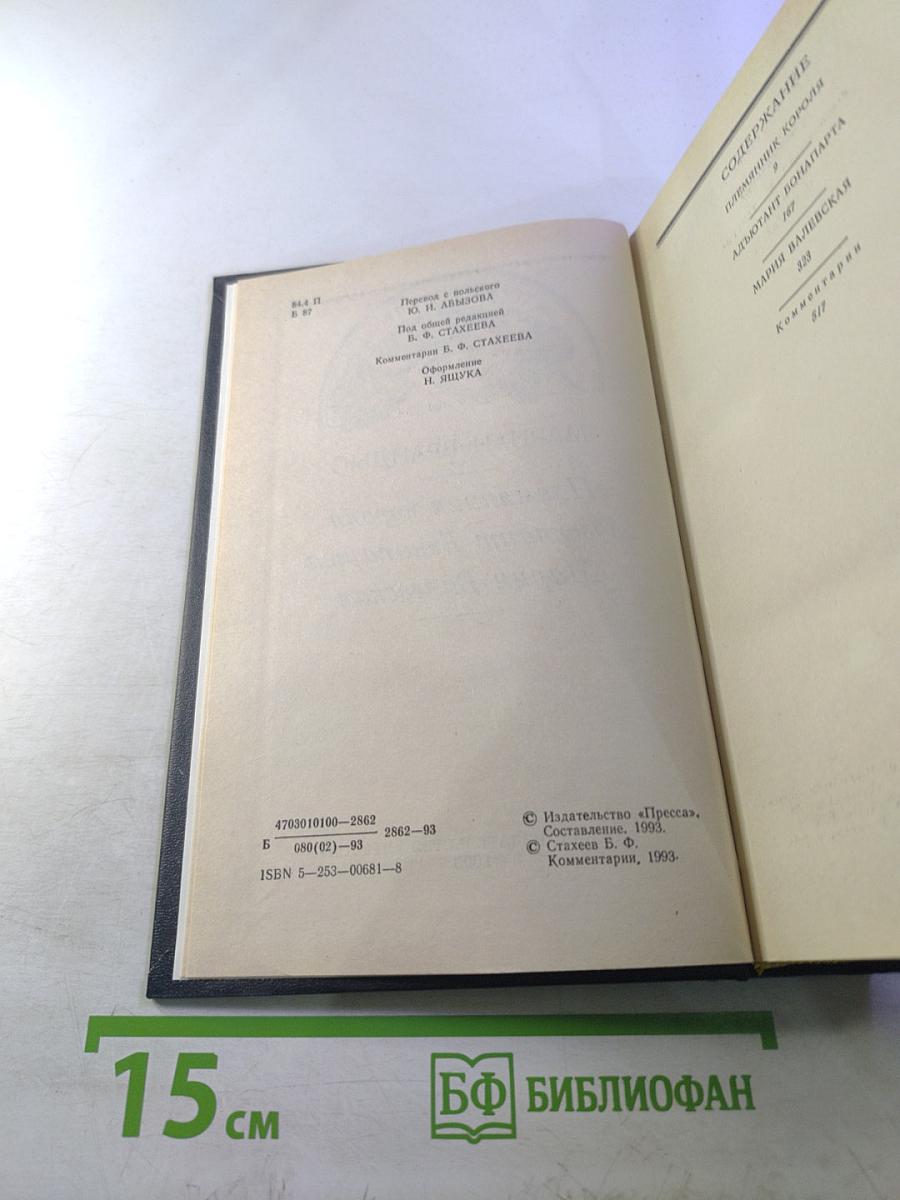 84.4 П
Б 87
Перевод с польского
Ю. И. АБЫЗОВА
Под общей редакцией
Б. Ф. СТАХЕЕВА
Комментарии Б. Ф. СТАХЕЕВА
Оформление
Н. ЯЩУКА
4703010100—2862
Б 2862—93
080(02)—93
ISBN 5—253—00681—8
© Издательство «Пресса».
Составление, 1993.
© Стахеев Б. Ф.
Комментарии, 1993.
СОДЕРЖАНИЕ
ПЛЕМЯННИК КОРОЛЯ
9
АДЪЮТАНТ БОНАПАРТА
167
МАРИЯ ВАЛЕВСКАЯ
323
Комментарии
517
15 см
БФ БИБЛИОФАН